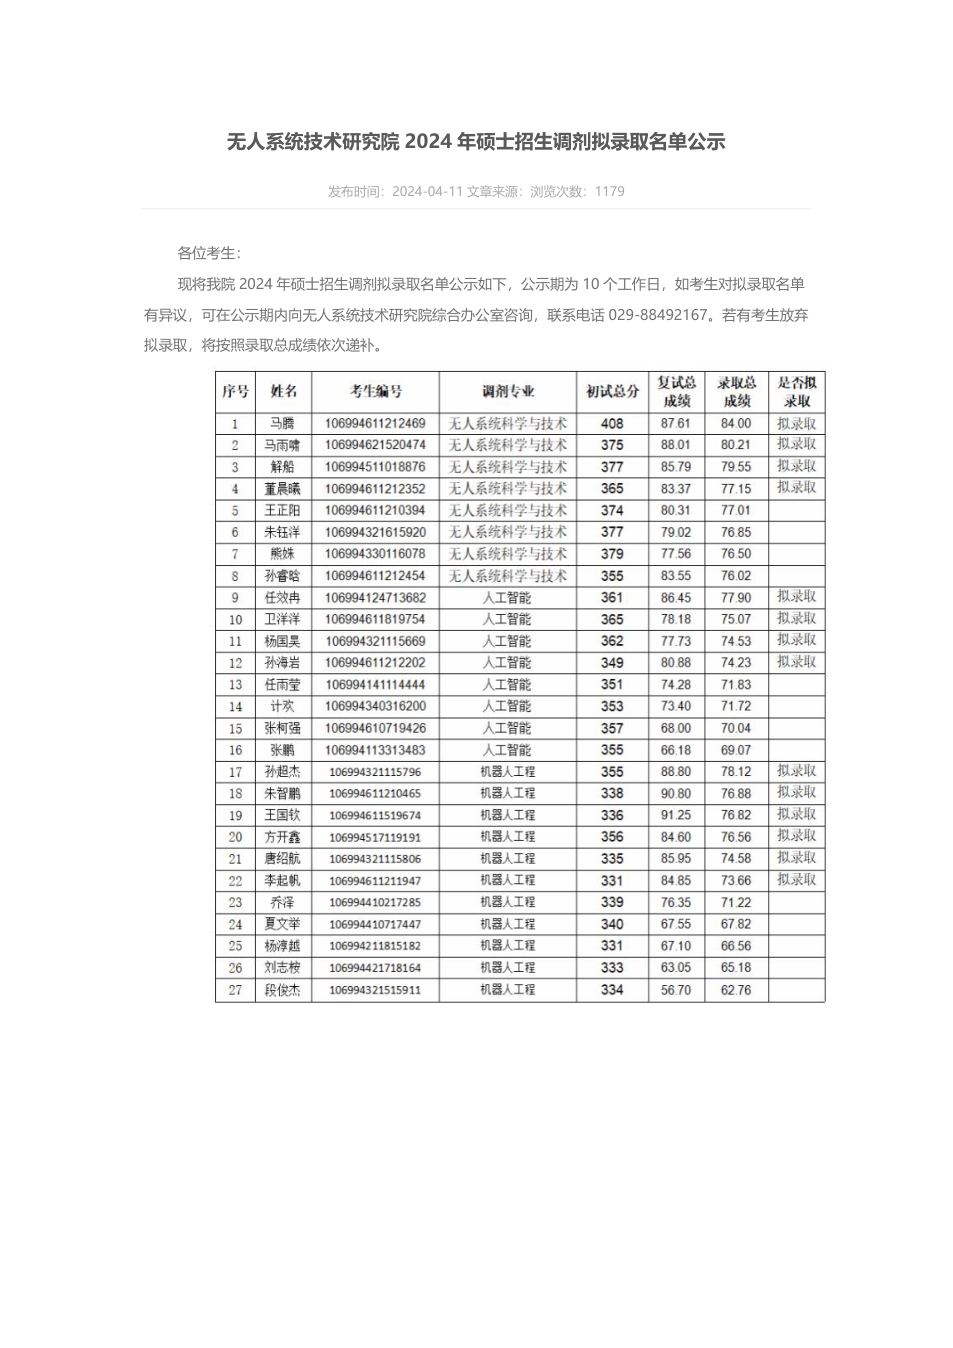 无人系统技术研究院 2024 年硕士招生调剂拟录取名单公示
发布时间：2024-04-11 文章来源：浏览次数：1179
各位考生：
现将我院 2024 年硕士招生调剂拟录取名单公示如下，公示期为 10 个工作日，如考生对拟录取名单
有异议，可在公示期内向无人系统技术研究院综合办公室咨询，联系电话 029-88492167。若有考生放弃
拟录取，将按照录取总成绩依次递补。
序号 姓名 考生编号 调剂专业 初试总分 复试总成绩 录取总成绩 是否拟录取
1 马腾 106994611212469 无人系统科学与技术 408 87.61 84.00 拟录取
2 马雨啸 106994621520474 无人系统科学与技术 375 88.01 80.21 拟录取
3 解船 106994511018876 无人系统科学与技术 377 85.79 79.55 拟录取
4 董晨曦 106994611212352 无人系统科学与技术 365 83.37 77.15 拟录取
5 王正阳 106994611210394 无人系统科学与技术 374 80.31 77.01
6 朱钰洋 106994321615920 无人系统科学与技术 377 79.02 76.85
7 熊姝 106994330116078 无人系统科学与技术 379 77.56 76.50
8 孙睿晗 106994611212454 无人系统科学与技术 355 83.55 76.02
9 任效冉 106994124713682 人工智能 361 86.45 77.90 拟录取
10 卫洋洋 106994611819754 人工智能 365 78.18 75.07 拟录取
11 杨国昊 106994321115669 人工智能 362 77.73 74.53 拟录取
12 孙海岩 106994611212202 人工智能 349 80.88 74.23 拟录取
13 任雨莹 106994141114444 人工智能 351 74.28 71.83
14 计欢 106994340316200 人工智能 353 73.40 71.72
15 张柯强 106994610719426 人工智能 357 68.00 70.04
16 张鹏 106994113313483 人工智能 355 66.18 69.07
17 孙超杰 106994321115796 机器人工程 355 88.80 78.12 拟录取
18 朱智鹏 106994611210465 机器人工程 338 90.80 76.88 拟录取
19 王国钦 106994611519674 机器人工程 336 91.25 76.82 拟录取
20 方开鑫 106994517119191 机器人工程 356 84.60 76.56 拟录取
21 唐绍航 106994321115806 机器人工程 335 85.95 74.58 拟录取
22 李起帆 106994611211947 机器人工程 331 84.85 73.66 拟录取
23 乔泽 106994410217285 机器人工程 339 76.35 71.22
24 夏文举 106994410717447 机器人工程 340 67.55 67.82
25 杨淳越 106994211815182 机器人工程 331 67.10 66.56
26 刘志桉 106994421718164 机器人工程 333 63.05 65.18
27 段俊杰 106994321515911 机器人工程 334 56.70 62.76